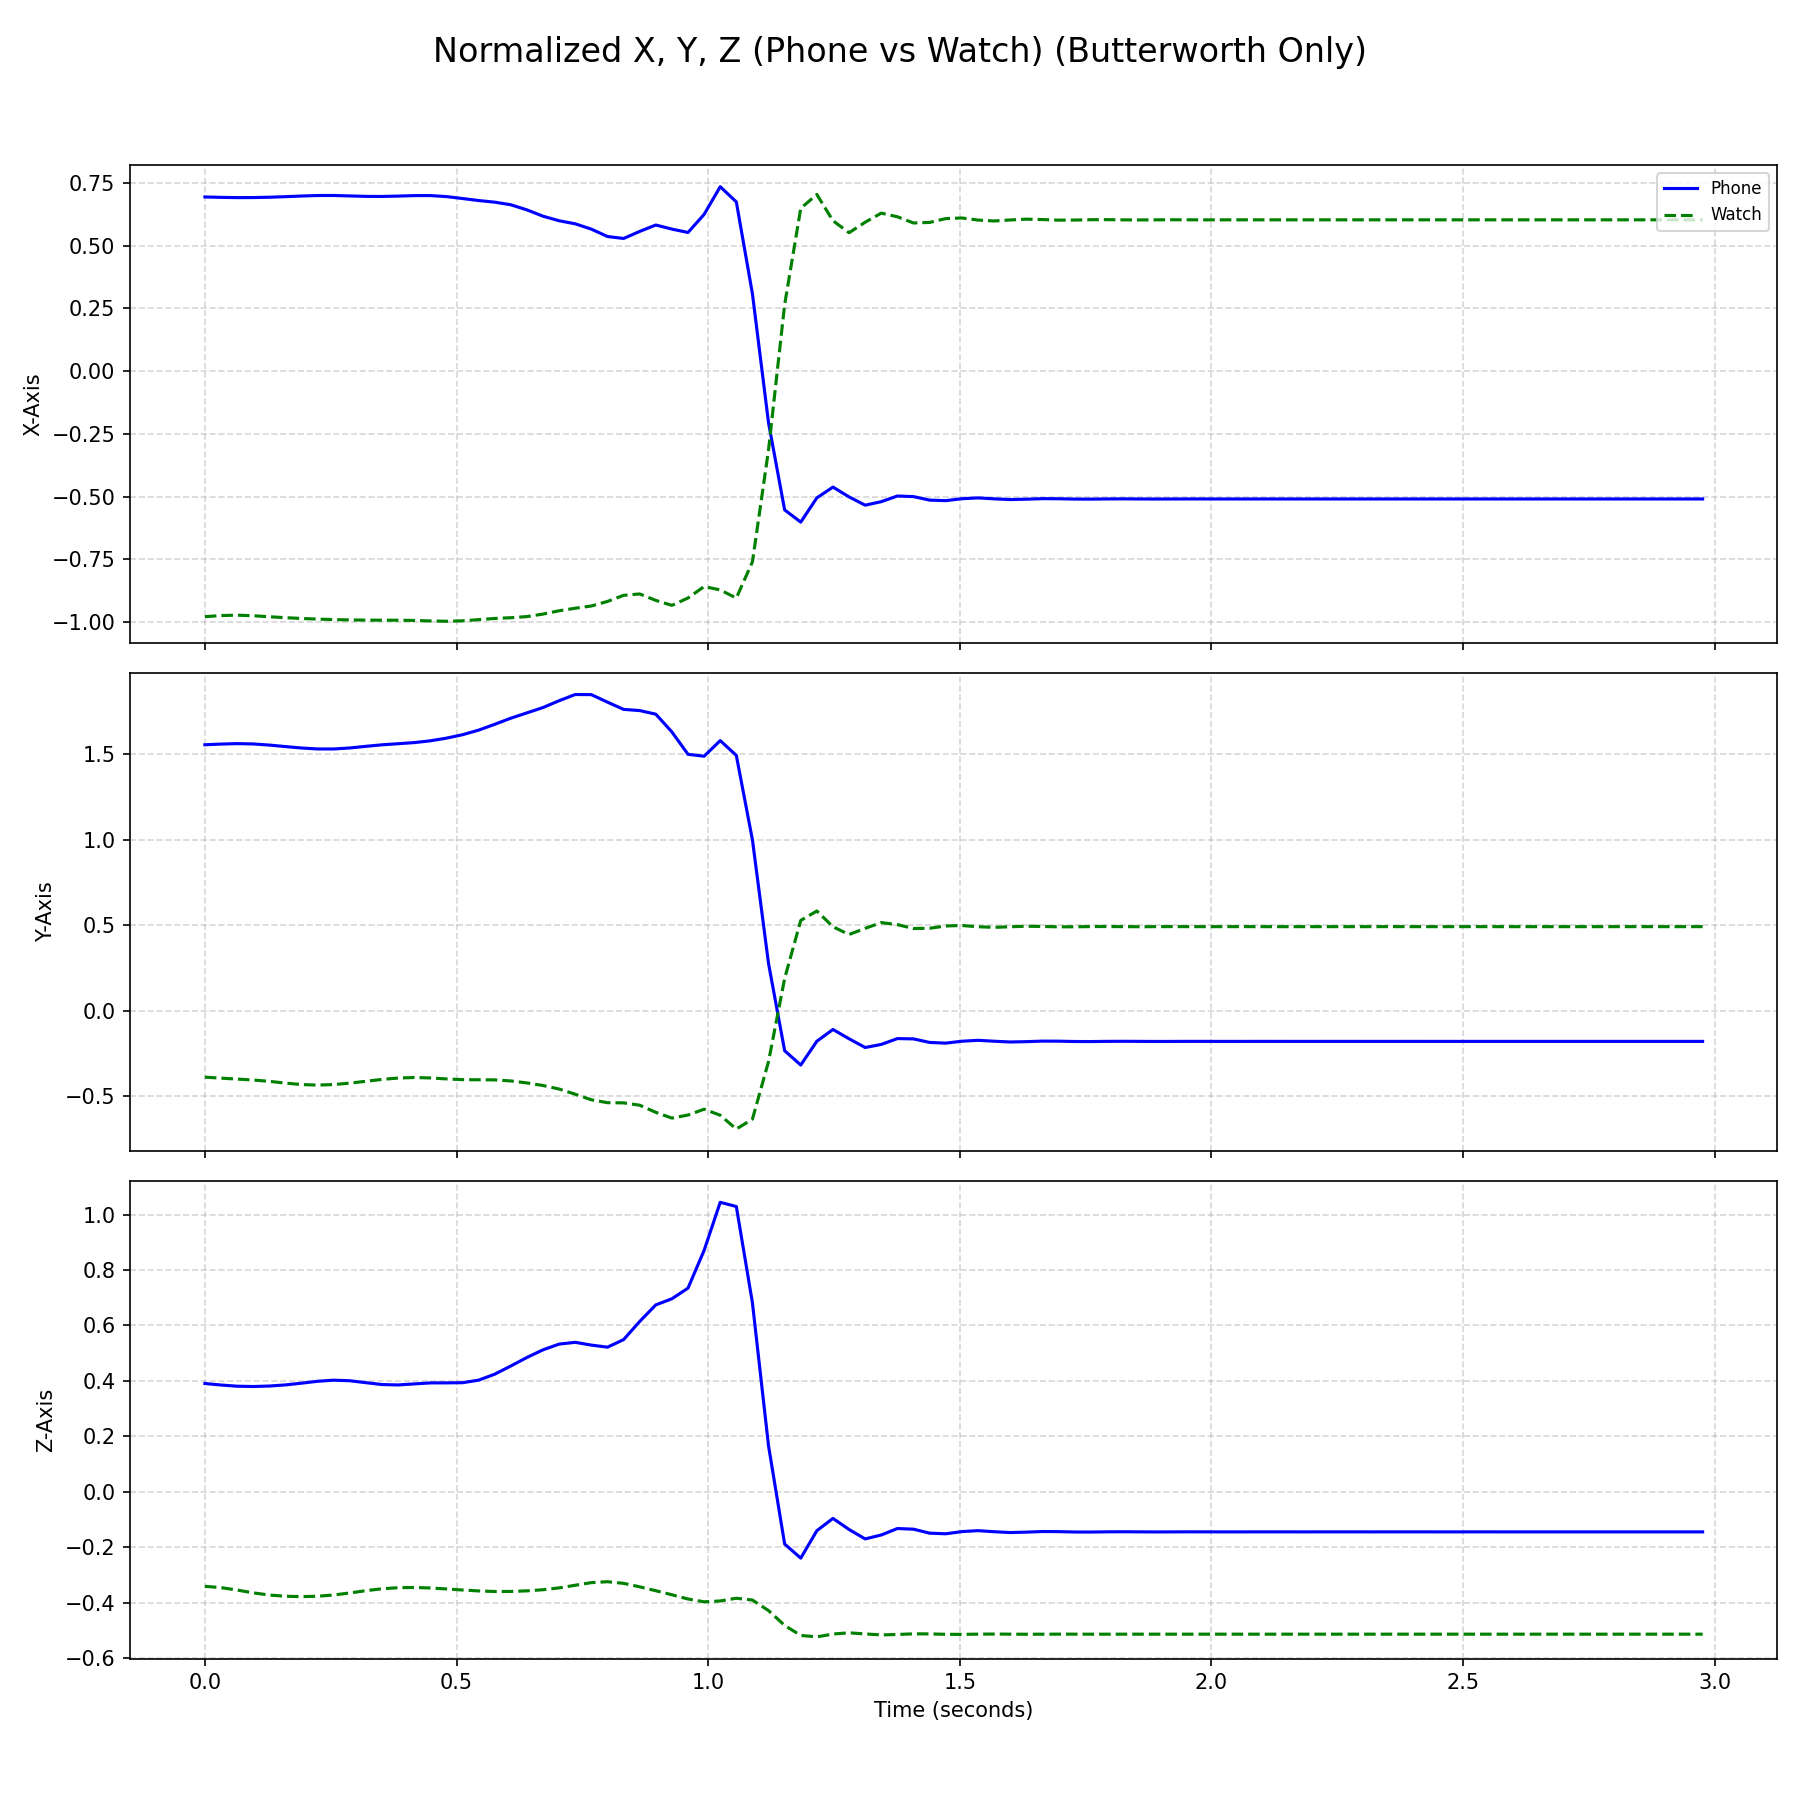 Normalized X, Y, Z (Phone vs Watch) (Butterworth Only)
Phone
Watch
0.75
0.50
0.25
0.00
−0.25
−0.50
−0.75
−1.00
X-Axis
1.5
1.0
0.5
0.0
−0.5
Y-Axis
1.0
0.8
0.6
0.4
0.2
0.0
−0.2
−0.4
−0.6
Z-Axis
0.0 0.5 1.0 1.5 2.0 2.5 3.0
Time (seconds)